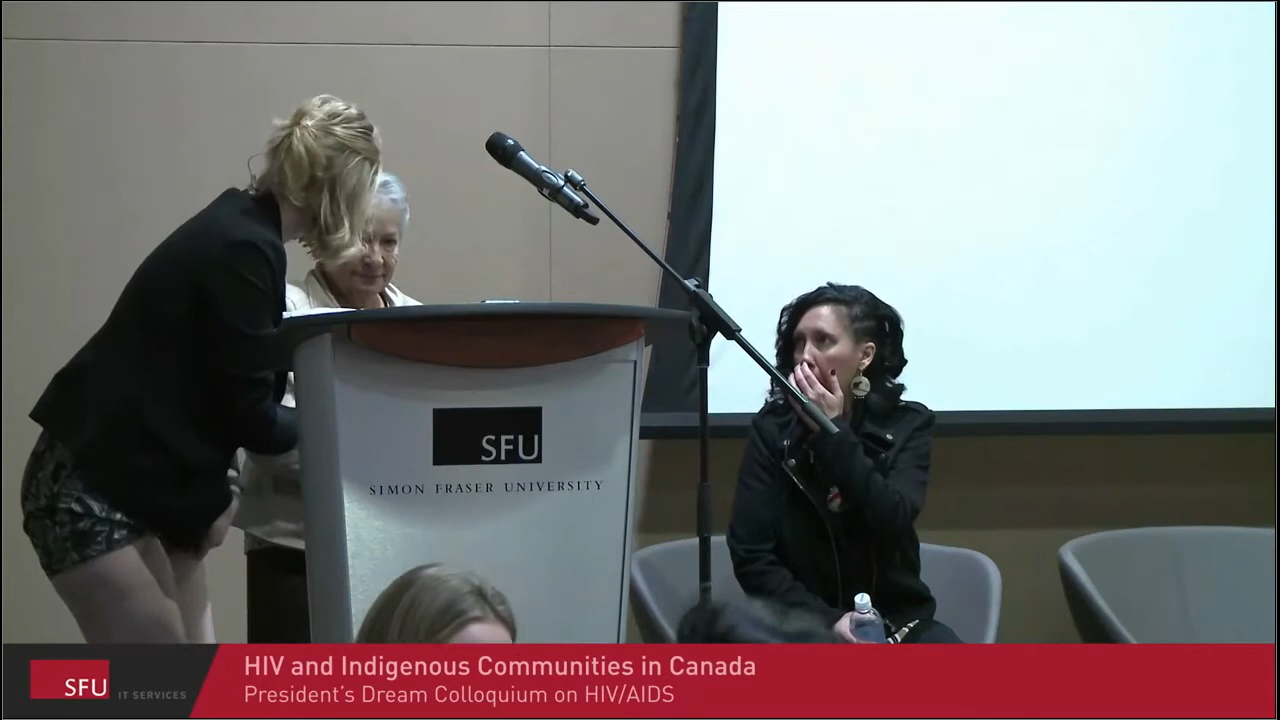 SFU
SIMON FRASER UNIVERSITY
SFU IT SERVICES
HIV and Indigenous Communities in Canada
President's Dream Colloquium on HIV/AIDS